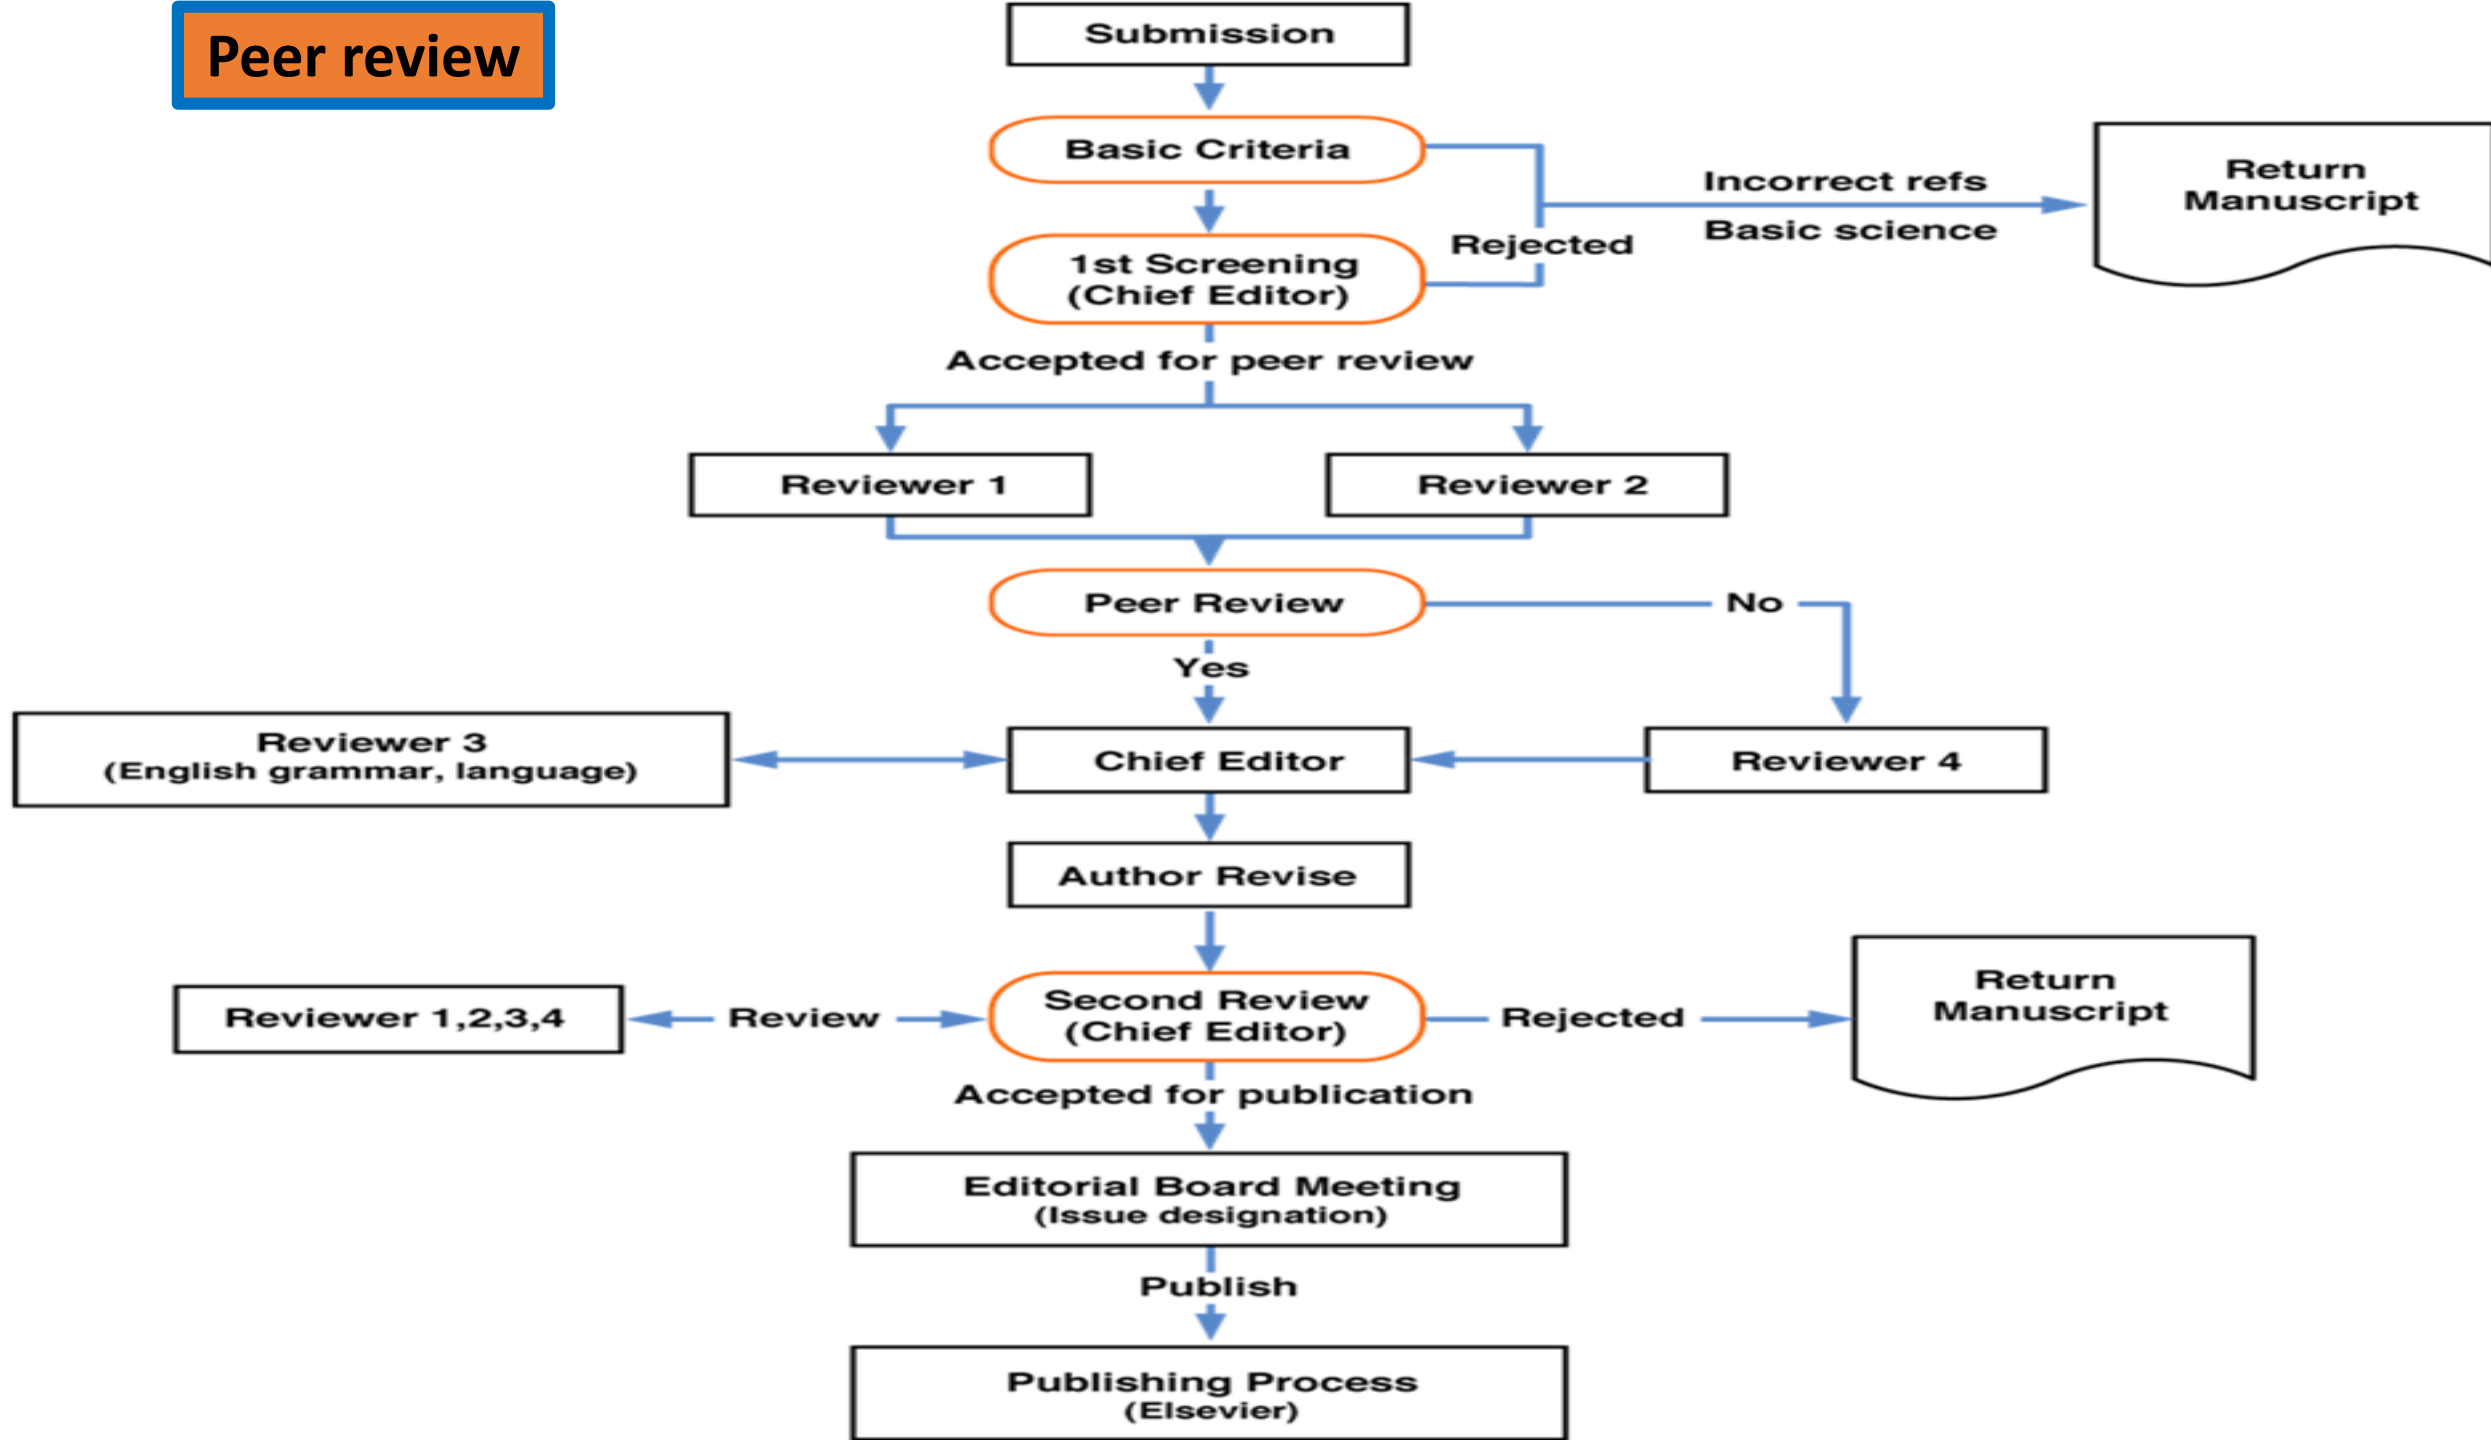 Peer review
Submission
Basic Criteria
Incorrect refs
Basic science
Return
Manuscript
Rejected
1st Screening
(Chief Editor)
Accepted for peer review
Reviewer 1
Reviewer 2
Peer Review
No
Yes
Reviewer 3
(English grammar, language)
Chief Editor
Reviewer 4
Author Revise
Reviewer 1,2,3,4
Review
Second Review
(Chief Editor)
Rejected
Return
Manuscript
Accepted for publication
Editorial Board Meeting
(Issue designation)
Publish
Publishing Process
(Elsevier)